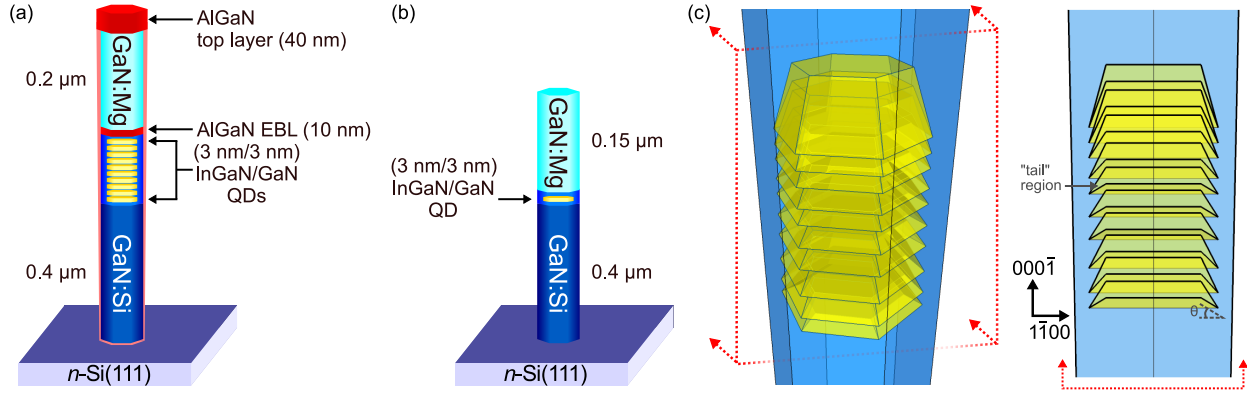 (a)
AlGaN
top layer (40 nm)
GaN:Mg
0.2 µm
AlGaN EBL (10 nm)
(3 nm/3 nm)
InGaN/GaN
QDs
GaN:Si
0.4 µm
n-Si(111)
(b)
GaN:Mg
0.15 µm
(3 nm/3 nm)
InGaN/GaN
QD
GaN:Si
0.4 µm
n-Si(111)
(c)
"tail"
region
0001̄
11̄00
θ